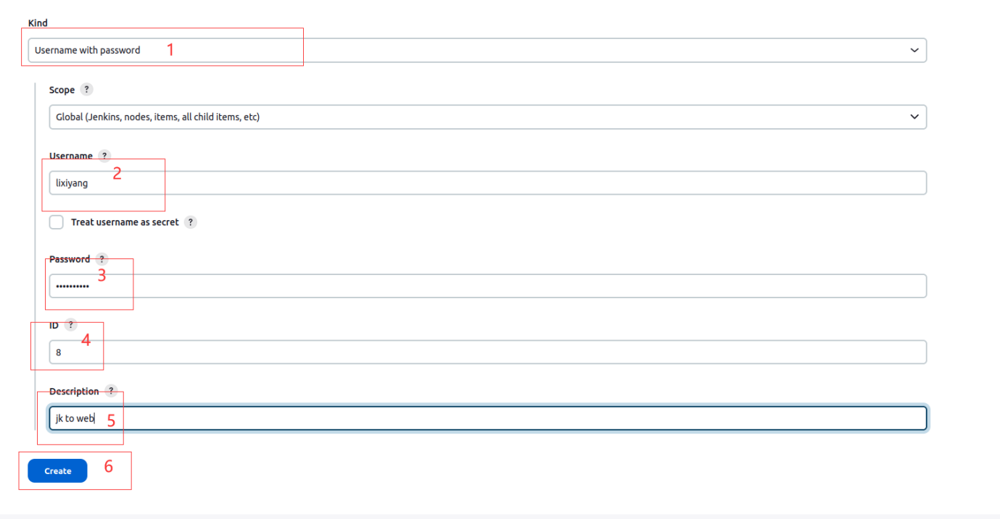 Kind
Username with password 1
Scope ?
Global (Jenkins, nodes, items, all child items, etc)
Username ?
2
lixiyang
Treat username as secret ?
Password ?
3
••••••••••
ID ?
4
8
Description ?
jk to web 5
Create 6